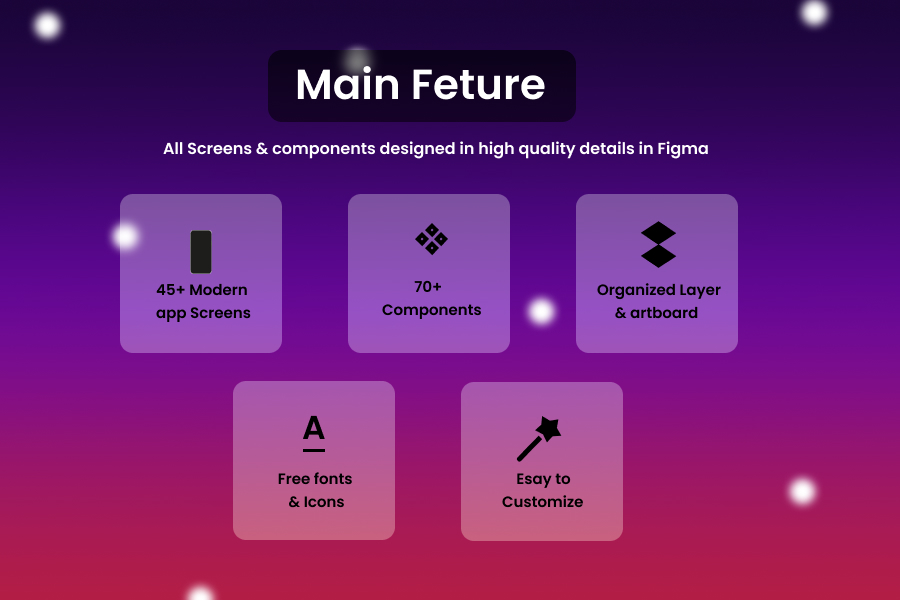 Main Feture
All Screens & components designed in high quality details in Figma
45+ Modern
app Screens
70+
Components
Organized Layer
& artboard
A
Free fonts
& Icons
Esay to
Customize